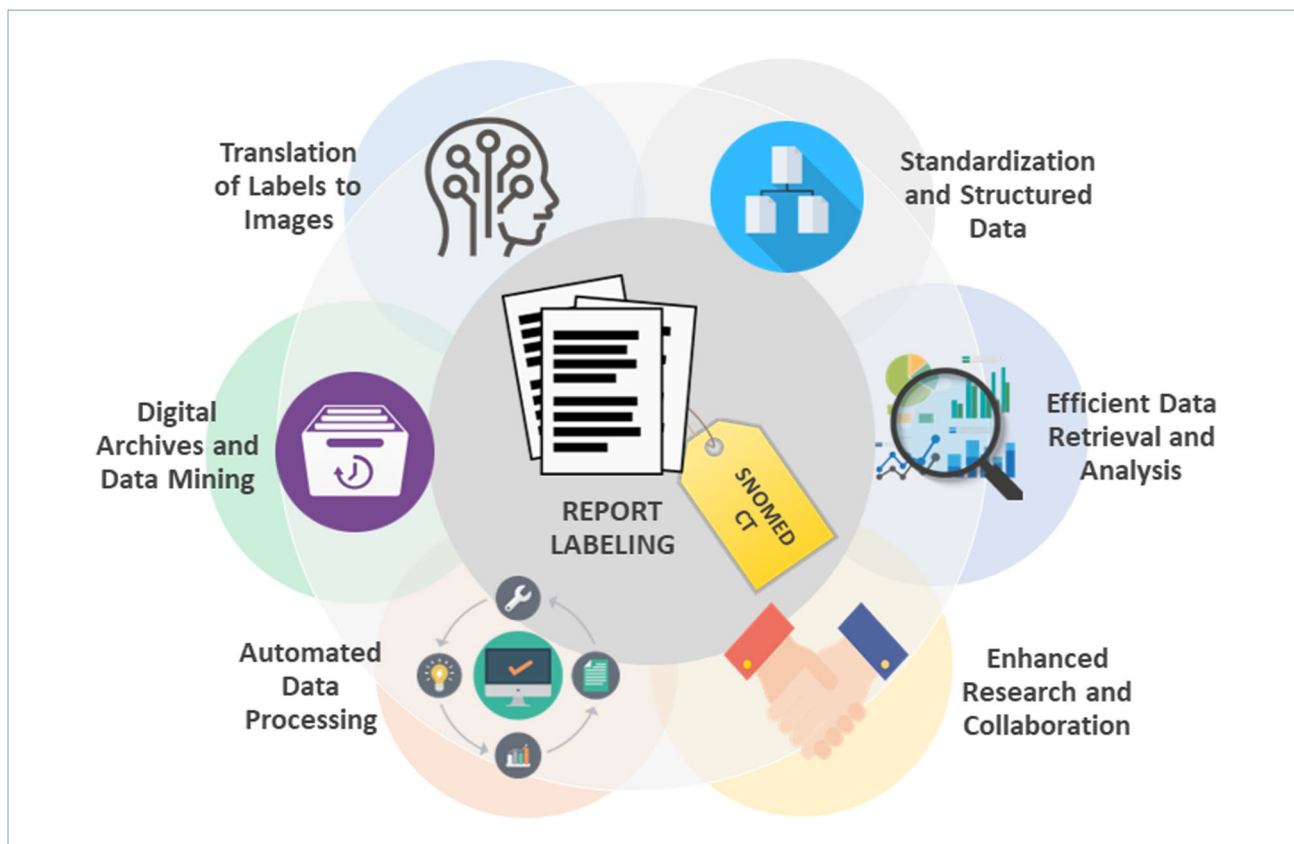 Translation
of Labels to
Images
Standardization
and Structured
Data
Digital
Archives and
Data Mining
REPORT
LABELING
SNOMED
CT
Efficient Data
Retrieval and
Analysis
Automated
Data
Processing
Enhanced
Research and
Collaboration